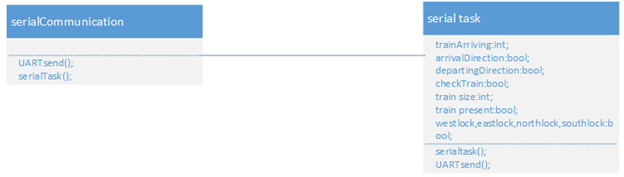 serialCommunication
UARTsend();
serialTask();
serial task
trainArriving:int;
arrivalDirection:bool;
departingDirection:bool;
checkTrain:bool;
train size:int;
train present:bool;
westlock,eastlock,northlock,southlock:b
ool;
serialtask();
UARTsend();